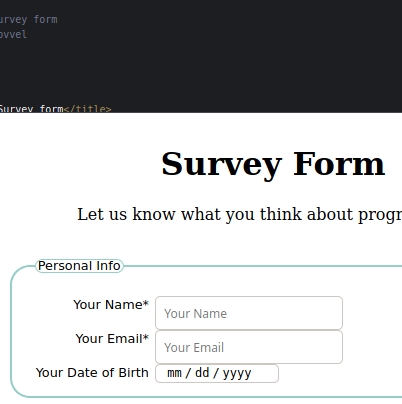 urvey form
ovvel
Survey form</title>
Survey Form
Let us know what you think about progr
Personal Info
Your Name* Your Name
Your Email* Your Email
Your Date of Birth mm / dd / yyyy